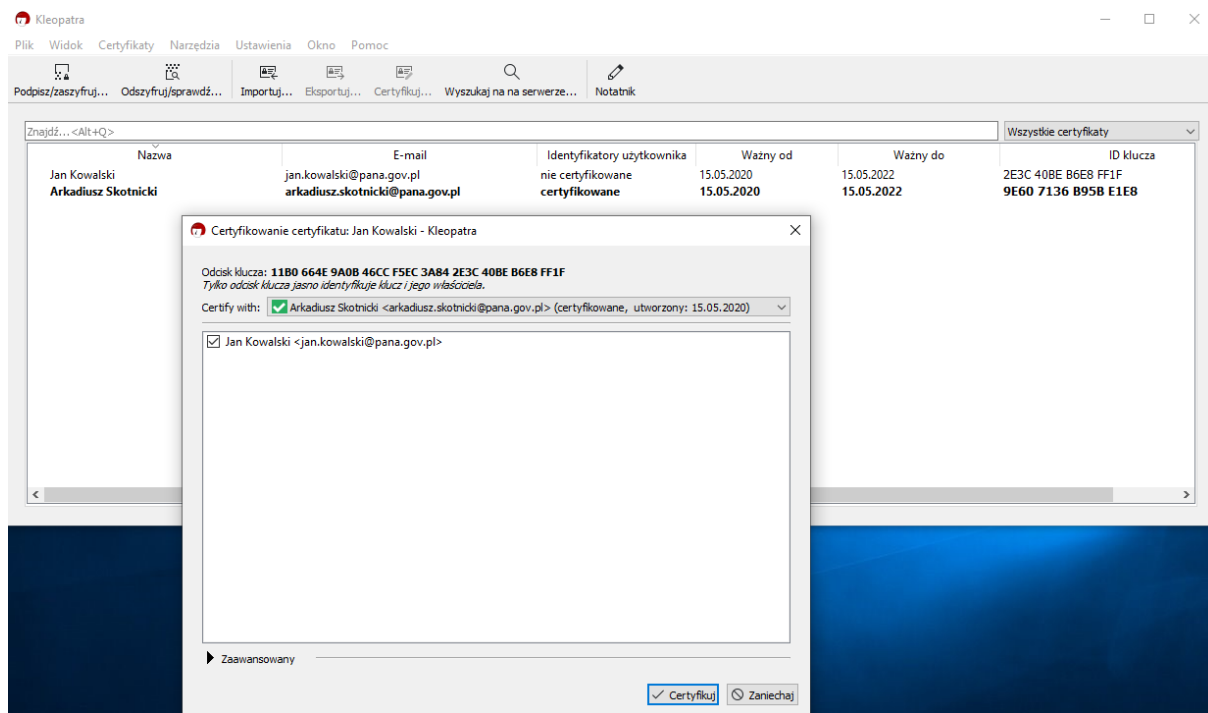 Kleopatra
Plik Widok Certyfikaty Narzędzia Ustawienia Okno Pomoc
Podpisz/zaszyfruj... Odszyfruj/sprawdź... Importuj... Eksportuj... Certyfikuj... Wyszukaj na na serwerze... Notatnik
Znajdź...<Alt+Q> Wszystkie certyfikaty
Nazwa E-mail Identyfikatory użytkownika Ważny od Ważny do ID klucza
Jan Kowalski jan.kowalski@pana.gov.pl nie certyfikowane 15.05.2020 15.05.2022 2E3C 40BE B6E8 FF1F
Arkadiusz Skotnicki arkadiusz.skotnicki@pana.gov.pl certyfikowane 15.05.2020 15.05.2022 9E60 7136 B95B E1E8
Certyfikowanie certyfikatu: Jan Kowalski - Kleopatra
Odcisk klucza: 11B0 664E 9A0B 46CC F5EC 3A84 2E3C 40BE B6E8 FF1F
Tylko odcisk klucza jasno identyfikuje klucz i jego właściciela.
Certify with: Arkadiusz Skotnicki <arkadiusz.skotnicki@pana.gov.pl> (certyfikowane, utworzony: 15.05.2020)
Jan Kowalski <jan.kowalski@pana.gov.pl>
Zaawansowany
Certyfikuj Zaniechaj